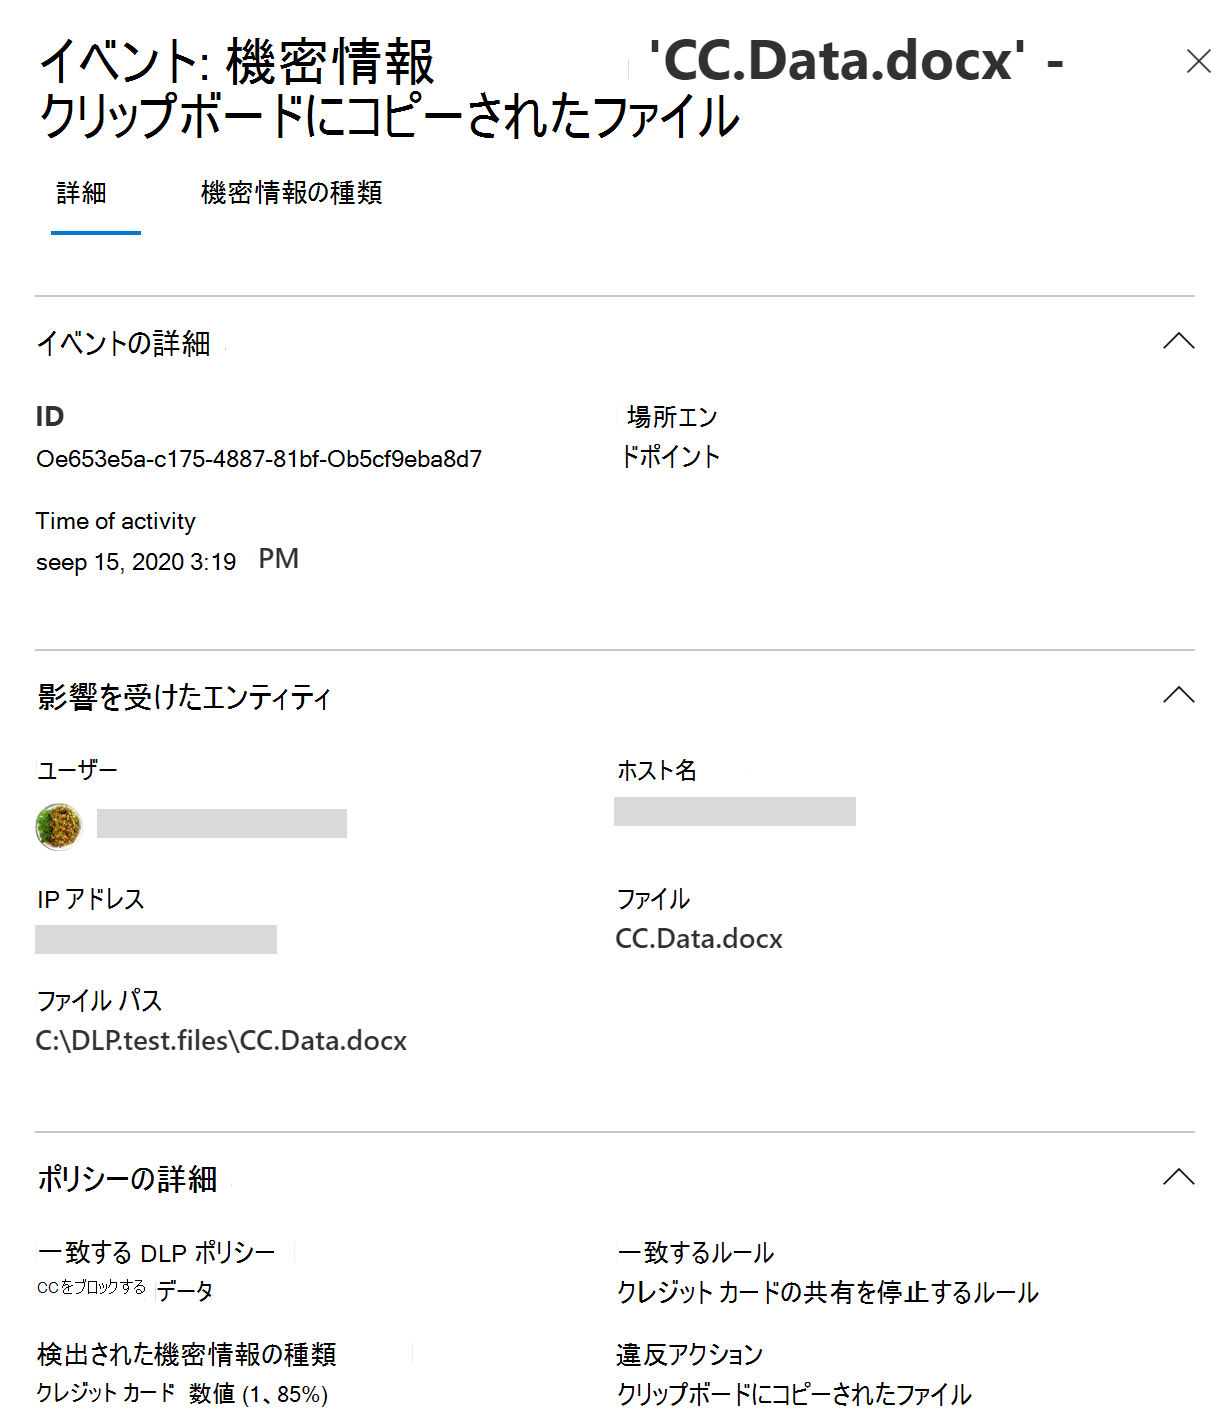 イベント: 機密情報 'CC.Data.docx' -
クリップボードにコピーされたファイル
詳細 機密情報の種類
イベントの詳細
ID
Oe653e5a-c175-4887-81bf-Ob5cf9eba8d7
場所エン
ドポイント
Time of activity
seep 15, 2020 3:19 PM
影響を受けたエンティティ
ユーザー
ホスト名
IP アドレス
ファイル
CC.Data.docx
ファイル パス
C:\DLP.test.files\CC.Data.docx
ポリシーの詳細
一致する DLP ポリシー
CCをブロックする データ
一致するルール
クレジット カードの共有を停止するルール
検出された機密情報の種類
クレジット カード 数値 (1、85%)
違反アクション
クリップボードにコピーされたファイル